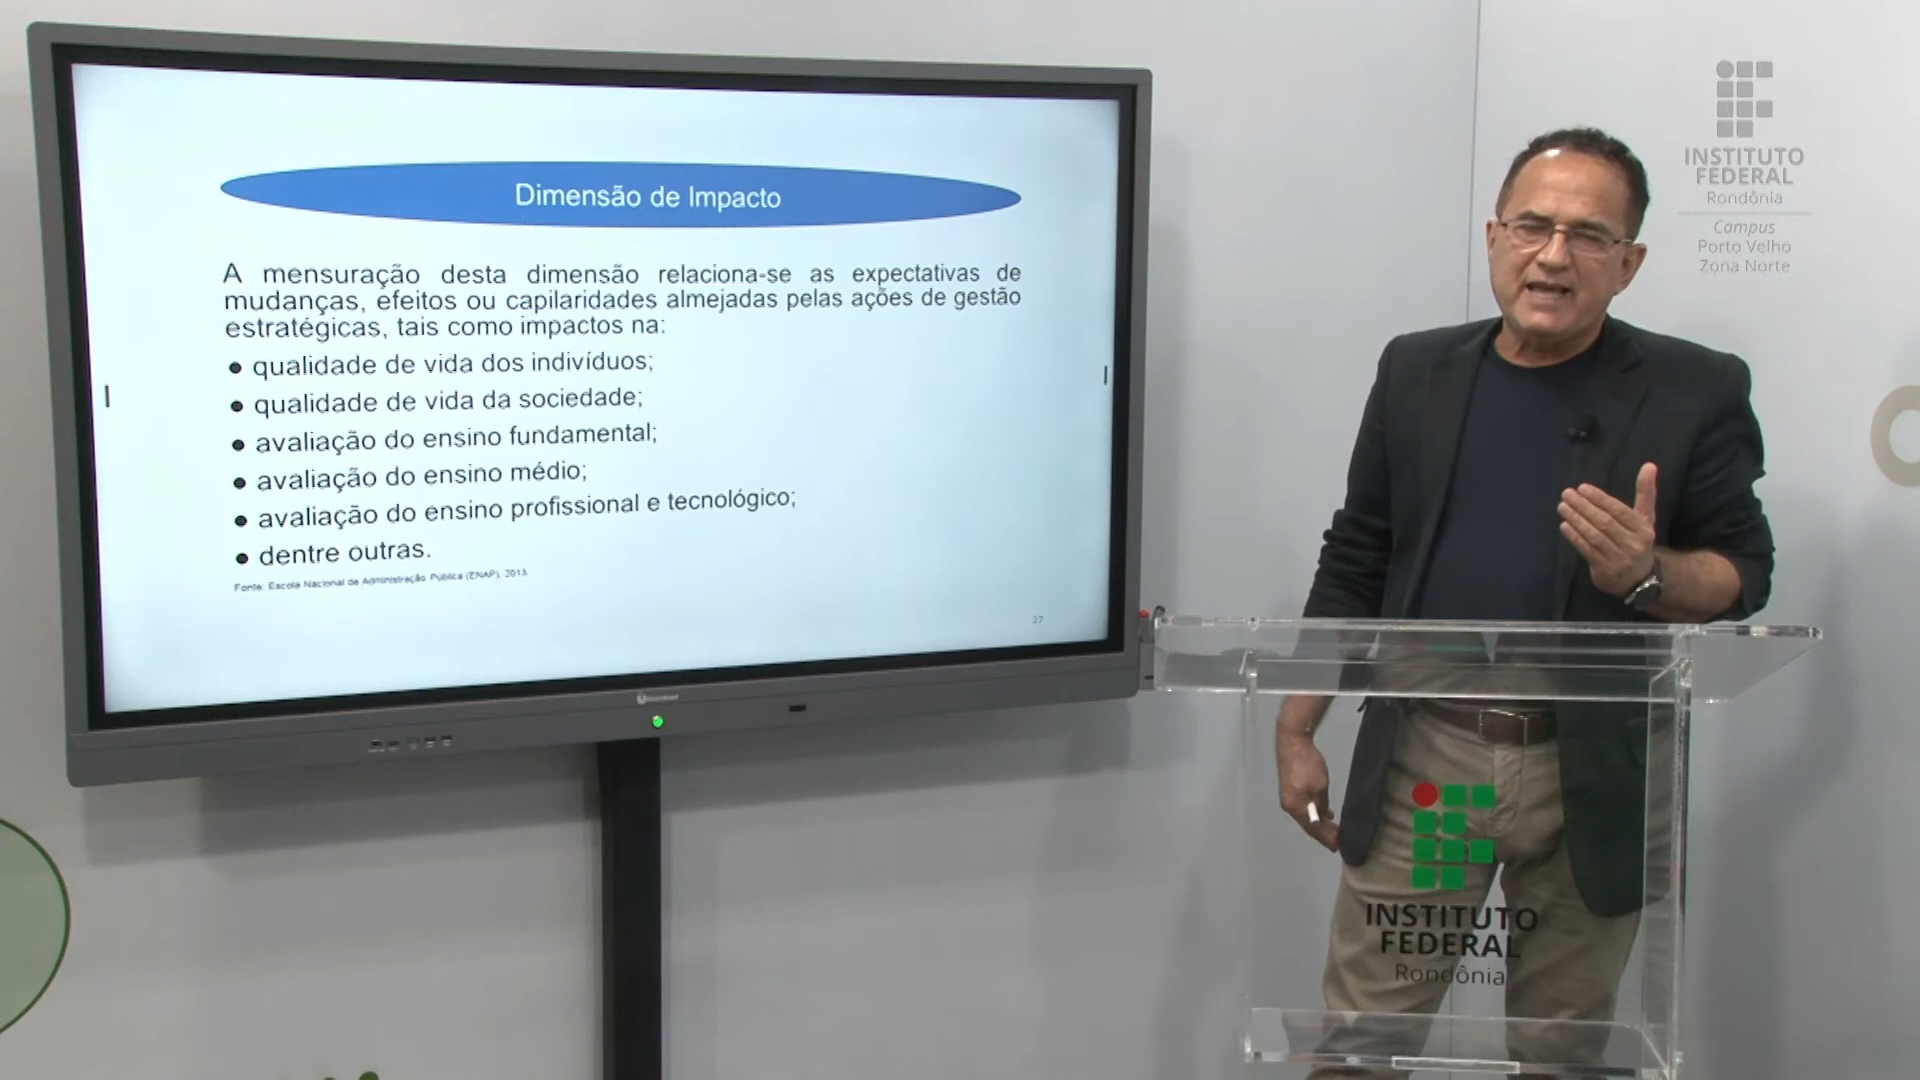 Dimensão de Impacto
A mensuração desta dimensão relaciona-se as expectativas de
mudanças, efeitos ou capilaridades almejadas pelas ações de gestão
estratégicas, tais como impactos na:
● qualidade de vida dos indivíduos;
● qualidade de vida da sociedade;
● avaliação do ensino fundamental;
● avaliação do ensino médio;
● avaliação do ensino profissional e tecnológico;
● dentre outras.
Fonte: Escola Nacional de Administração Pública (ENAP), 2013.
27
INSTITUTO
FEDERAL
Rondônia
Campus
Porto Velho
Zona Norte
INSTITUTO
FEDERAL
Rondônia